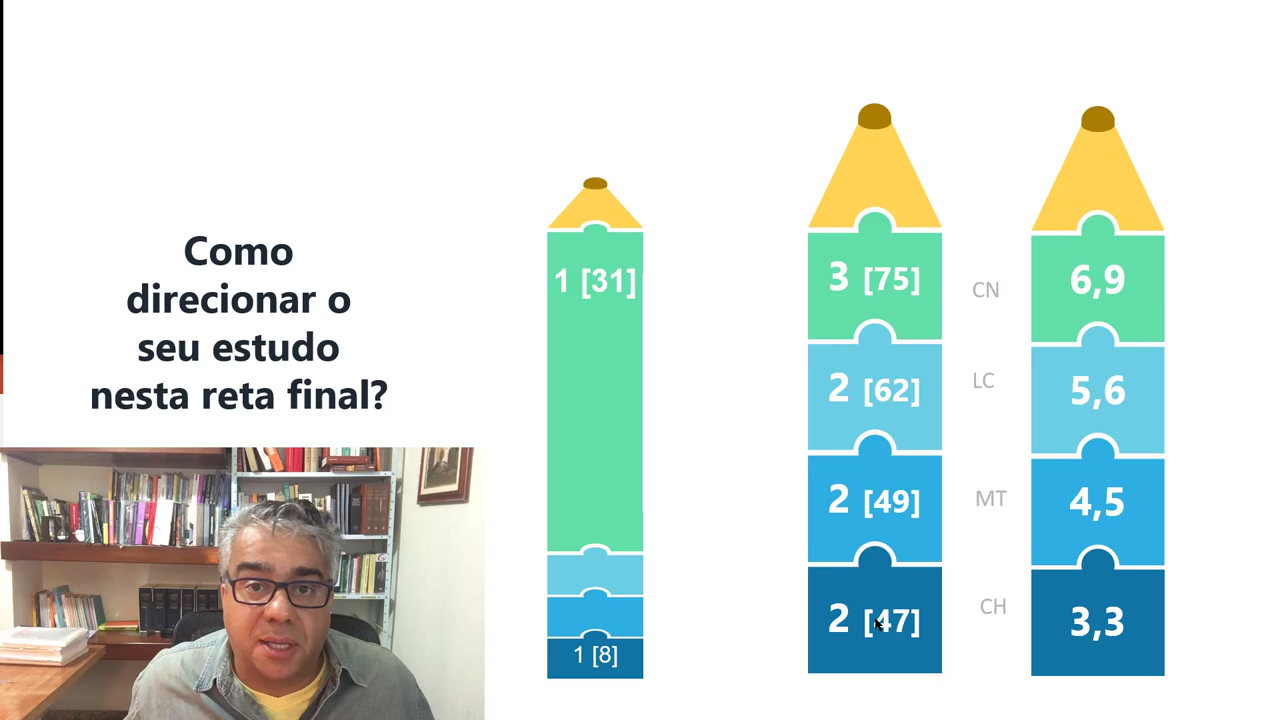 Como
direcionar o
seu estudo
nesta reta final?
1 [31]
1 [8]
3 [75]
2 [62]
2 [49]
2 [47]
CN
LC
MT
CH
6,9
5,6
4,5
3,3